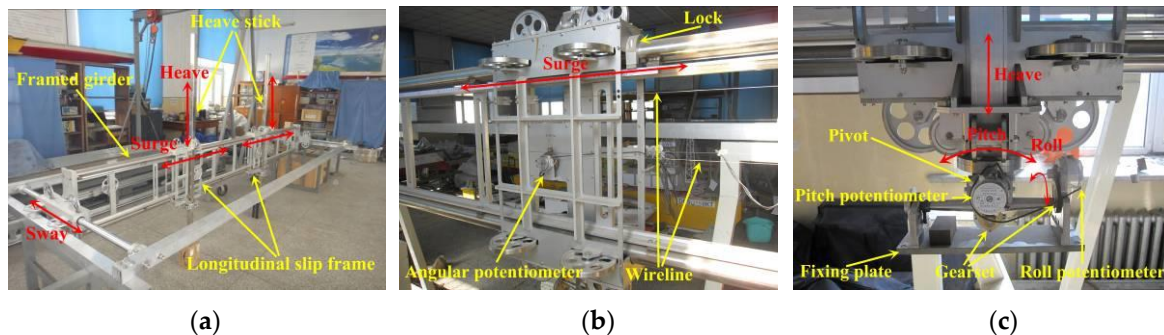 Heave stick
Framed girder
Heave
Surge
Sway
Longitudinal slip frame
Lock
Surge
Angular potentiometer
Wireline
Heave
Pitch
Roll
Pivot
Pitch potentiometer
Fixing plate
Gearset
Roll potentiometer
(a)
(b)
(c)